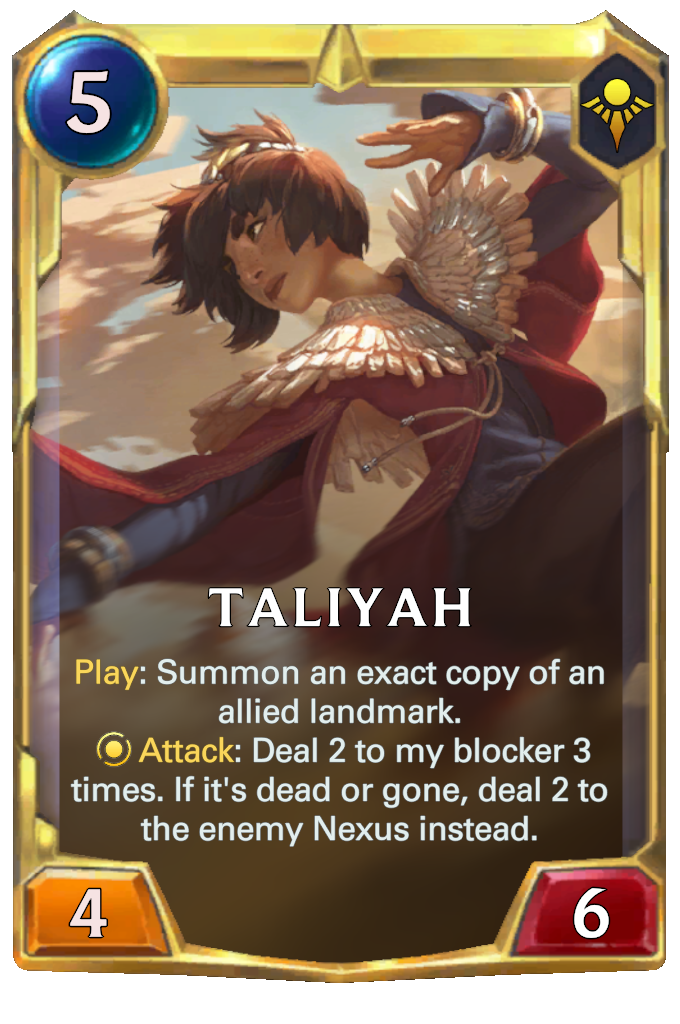 5
TALIYAH
Play: Summon an exact copy of an
allied landmark.
Attack: Deal 2 to my blocker 3
times. If it's dead or gone, deal 2 to
the enemy Nexus instead.
4 6